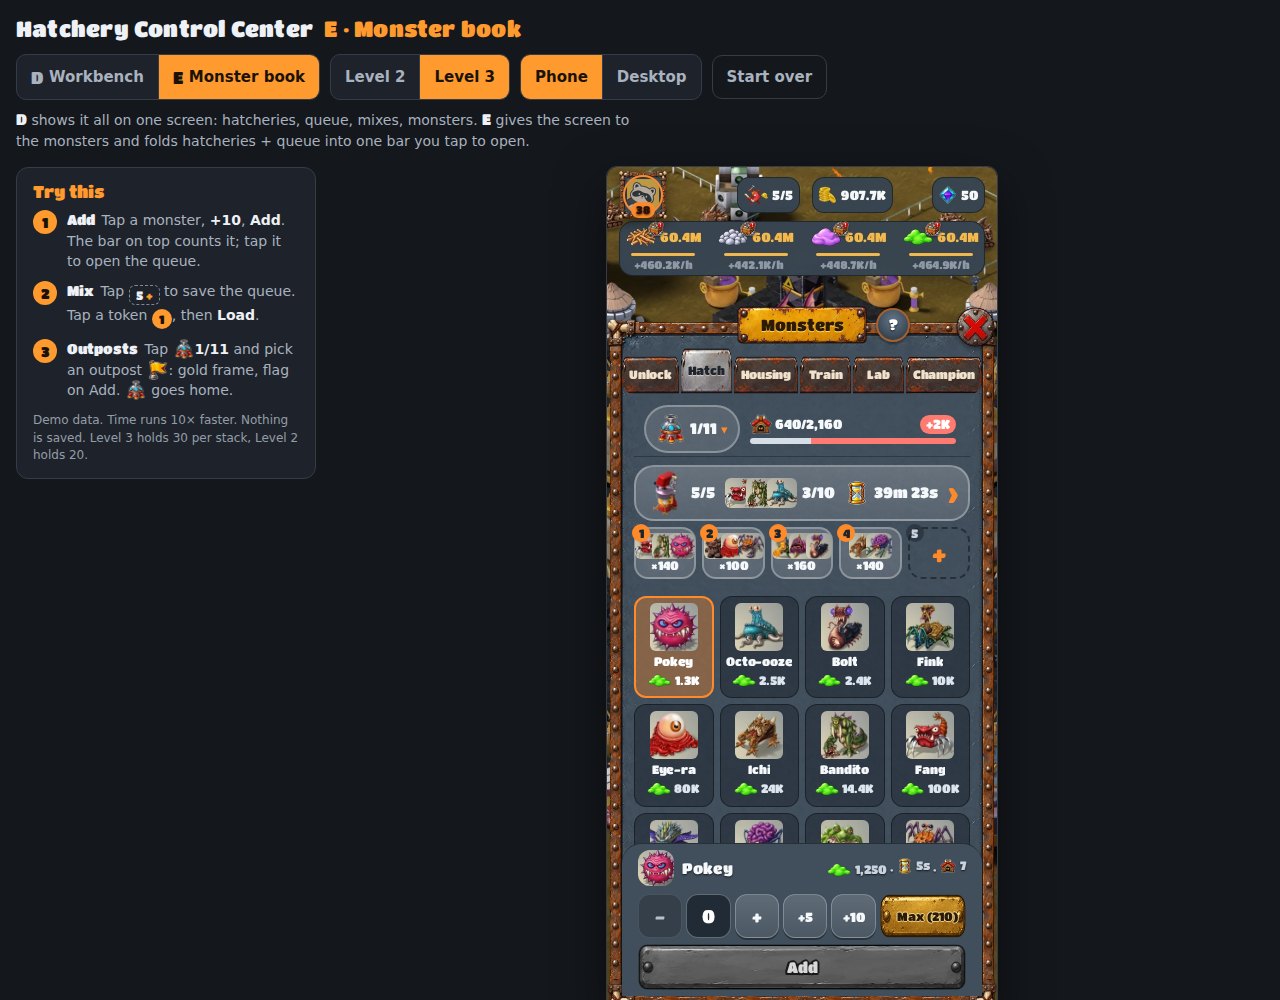 Hatchery Control Center E · Monster book
D Workbench E Monster book Level 2 Level 3 Phone Desktop Start over
D shows it all on one screen: hatcheries, queue, mixes, monsters. E gives the screen to
the monsters and folds hatcheries + queue into one bar you tap to open.
Try this
1 Add Tap a monster, +10, Add.
The bar on top counts it; tap it
to open the queue.
2 Mix Tap 5 + to save the queue.
Tap a token 1, then Load.
3 Outposts Tap 1/11 and pick
an outpost : gold frame, flag
on Add. goes home.
Demo data. Time runs 10× faster. Nothing
is saved. Level 3 holds 30 per stack, Level 2
holds 20.
30 5/5 907.7K 50
60.4M 60.4M 60.4M 60.4M
+460.2K/h +442.1K/h +448.7K/h +464.9K/h
Monsters ?
Unlock Hatch Housing Train Lab Champion
1/11 640/2,160 +2K
5/5 3/10 39m 23s
1 2 3 4 5
×140 ×100 ×160 ×140 +
Pokey Octo-ooze Bolt Fink
1.3K 2.5K 2.4K 10K
Eye-ra Ichi Bandito Fang
80K 24K 14.4K 100K
Pokey 1,250 · 5s · 7
− 0 + +5 +10 Max (210)
Add